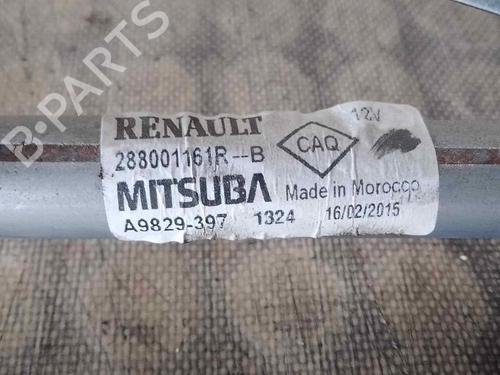 RENAULT
288001161R--B
CAQ
12V
MITSUBA
Made in Morocco
A9829-397 1324 16/02/2015
B-PARTS